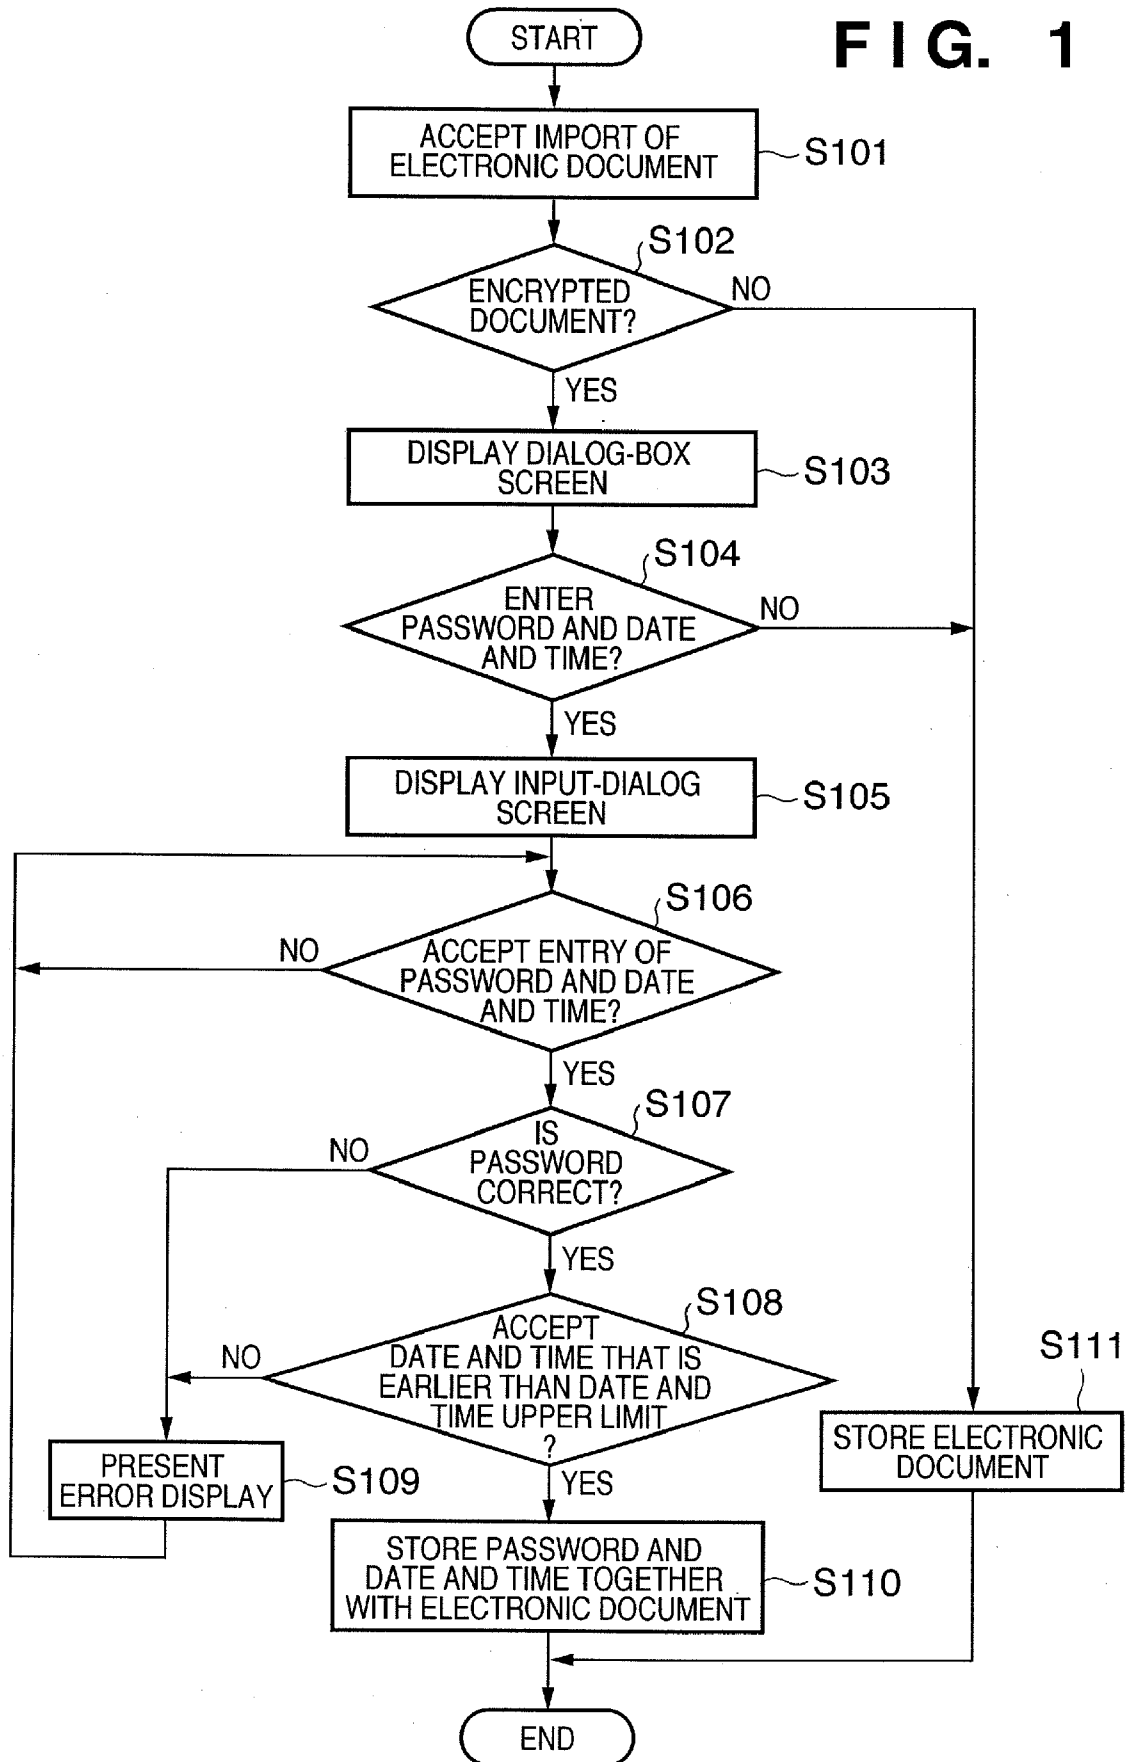 START
FIG. 1
ACCEPT IMPORT OF
ELECTRONIC DOCUMENT
S101
S102
ENCRYPTED
DOCUMENT?
NO
YES
DISPLAY DIALOG-BOX
SCREEN
S103
S104
ENTER
PASSWORD AND DATE
AND TIME?
NO
YES
DISPLAY INPUT-DIALOG
SCREEN
S105
S106
ACCEPT ENTRY OF
PASSWORD AND DATE
AND TIME?
NO
YES
S107
IS
PASSWORD
CORRECT?
NO
YES
S108
ACCEPT
DATE AND TIME THAT IS
EARLIER THAN DATE AND
TIME UPPER LIMIT
?
NO
YES
S111
STORE ELECTRONIC
DOCUMENT
PRESENT
ERROR DISPLAY
S109
STORE PASSWORD AND
DATE AND TIME TOGETHER
WITH ELECTRONIC DOCUMENT
S110
END